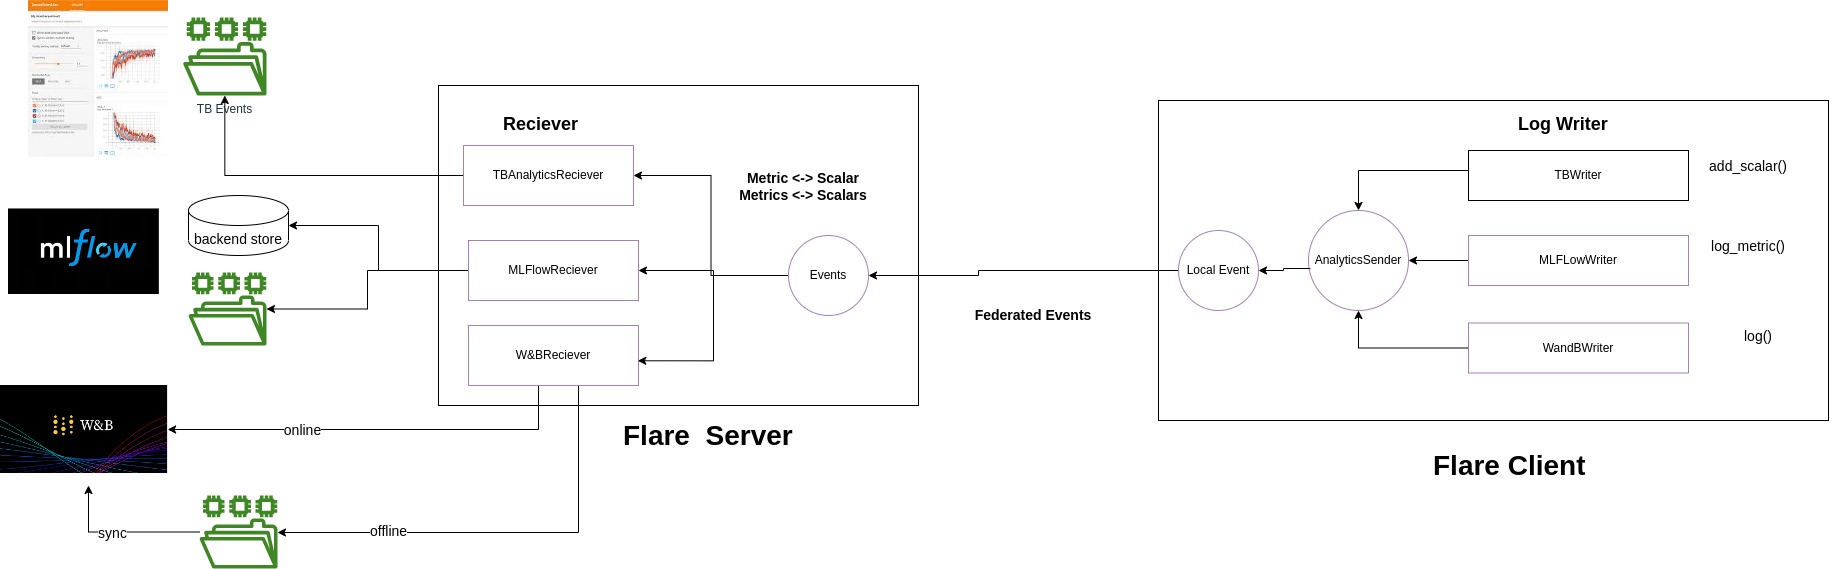 TB Events
Reciever
TBAnalyticsReciever
Metric <-> Scalar
Metrics <-> Scalars
backend store
mlflow
MLFlowReciever
Events
W&BReciever
W&B
online
Flare Server
offline
sync
Federated Events
Log Writer
TBWriter
add_scalar()
Local Event
AnalyticsSender
MLFLowWriter
log_metric()
WandBWriter
log()
Flare Client